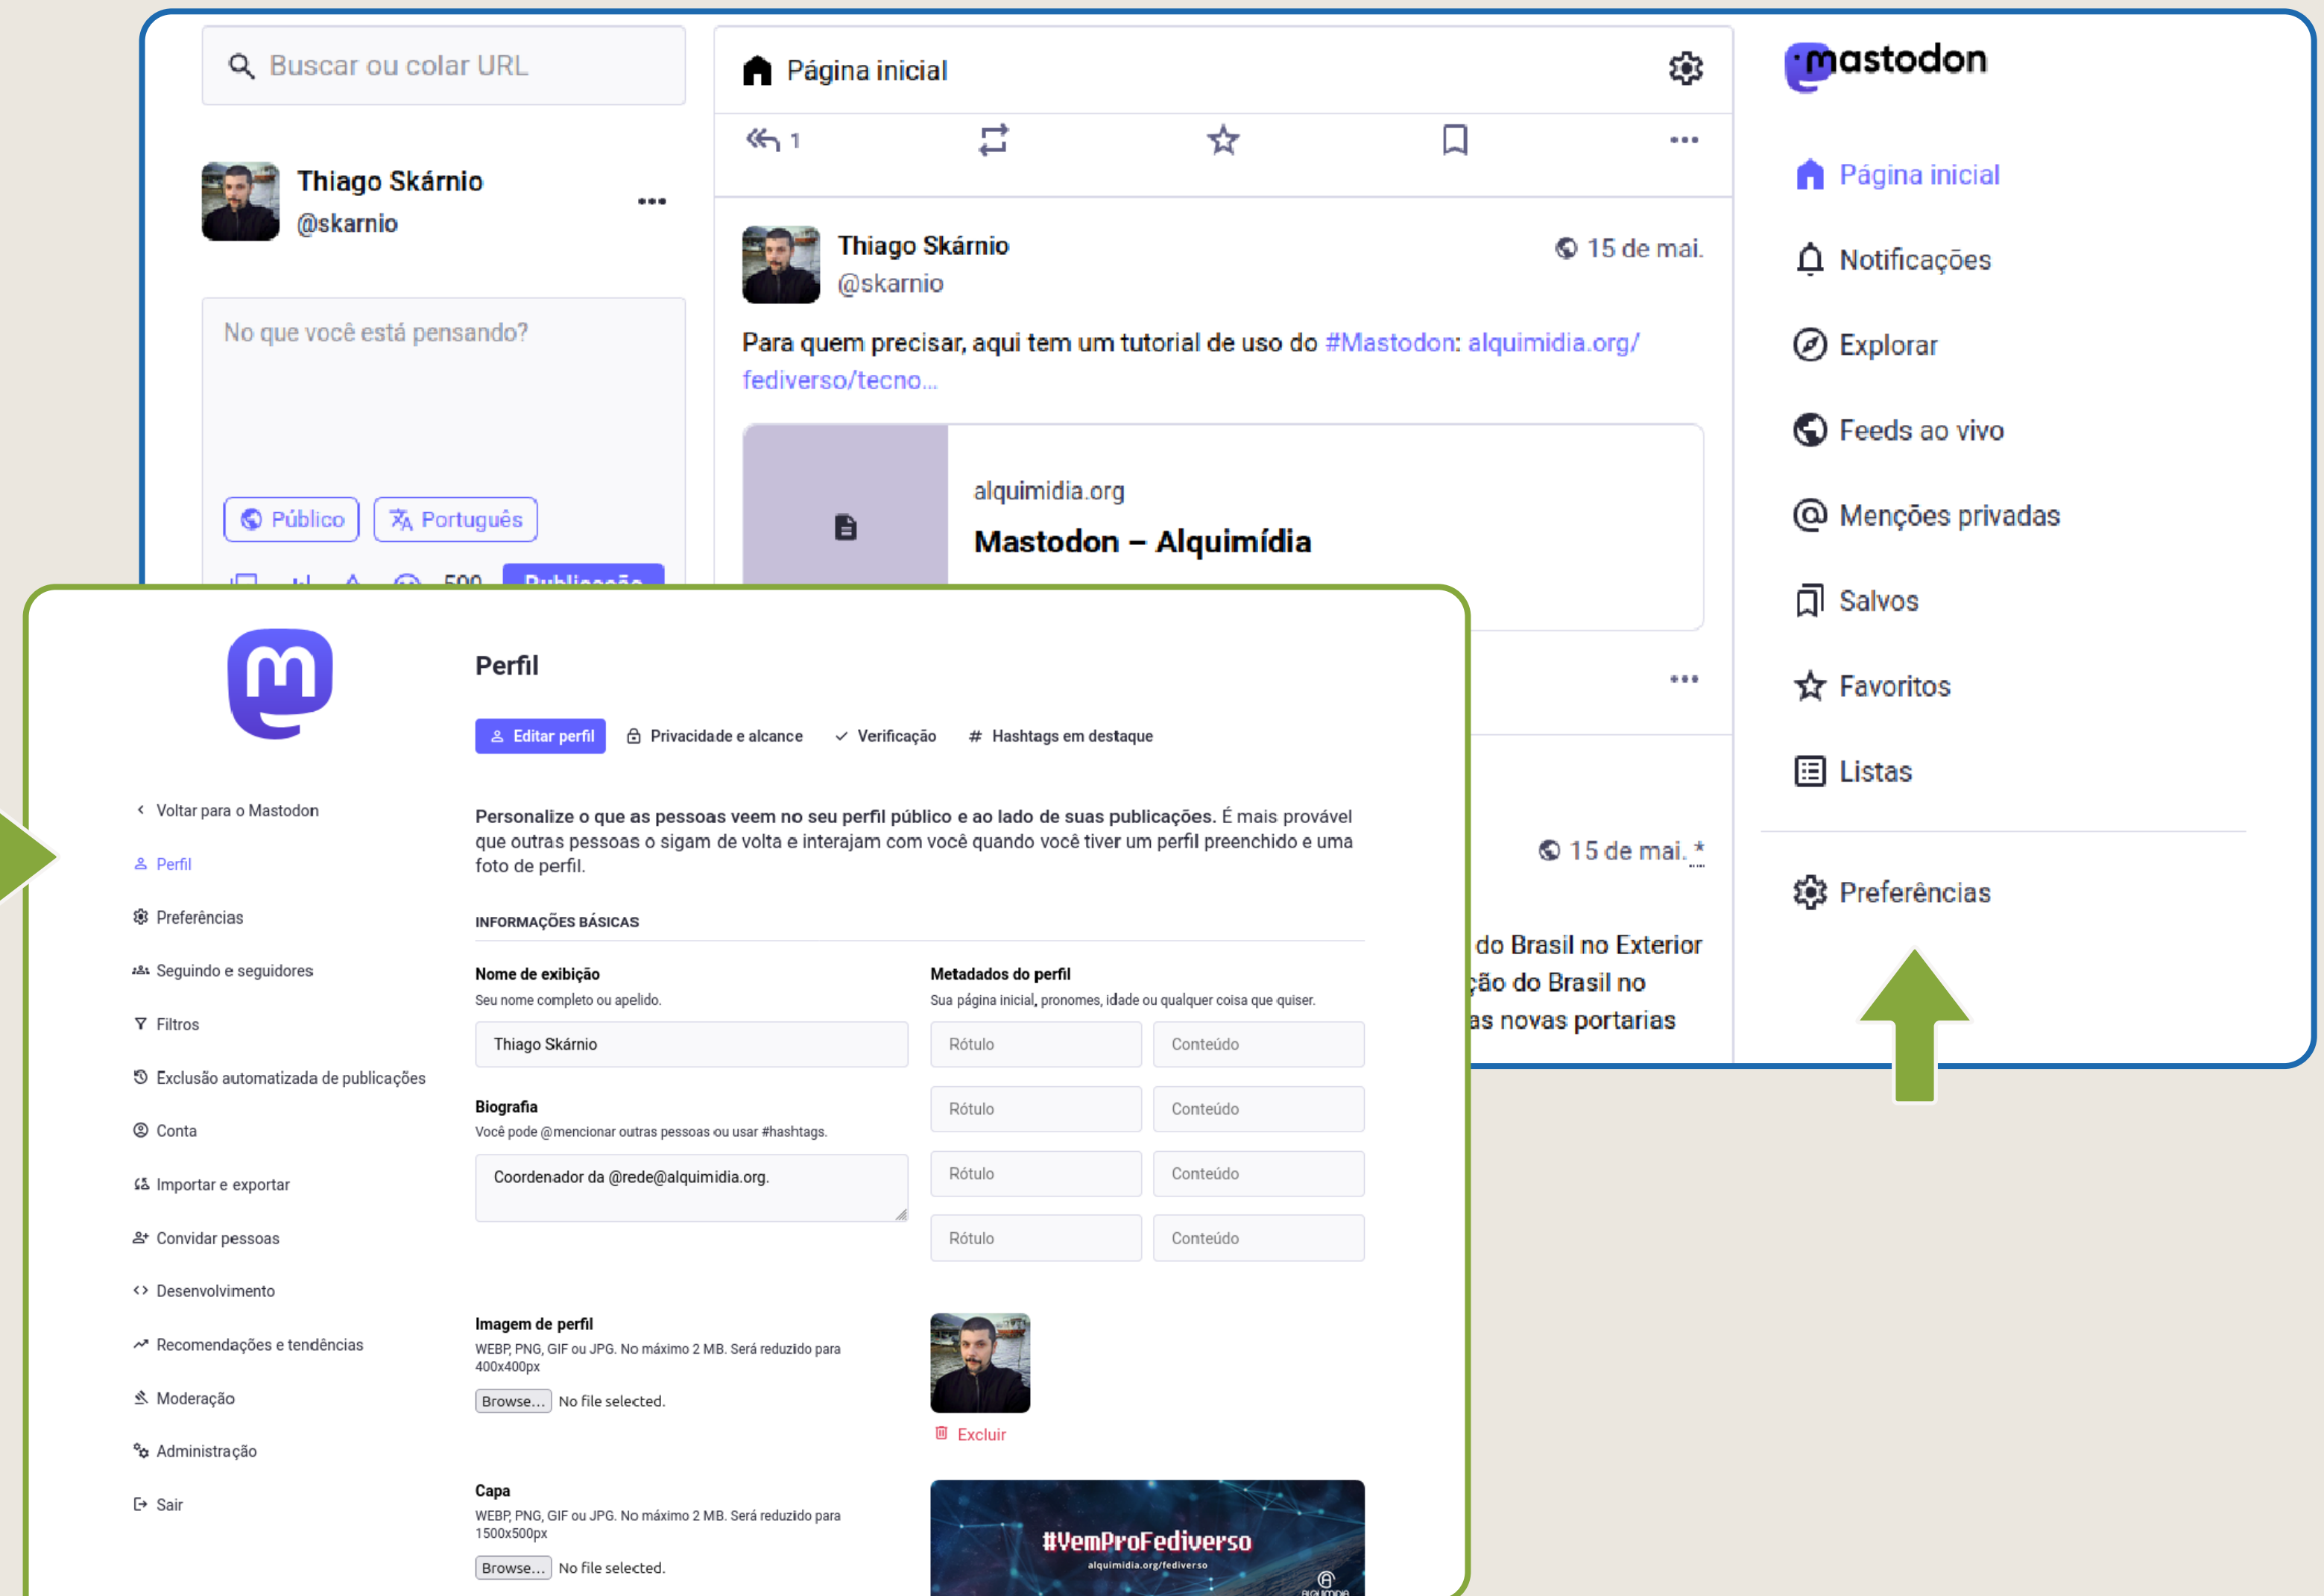 Buscar ou colar URL
Thiago Skárnio
@skarnio
No que você está pensando?
Público
Português
500
Publicação
Página inicial
1
Thiago Skárnio
15 de mai.
@skarnio
Para quem precisar, aqui tem um tutorial de uso do #Mastodon: alquimidia.org/
fediverso/tecno...
alquimidia.org
Mastodon – Alquimídia
15 de mai. *
do Brasil no Exterior
ção do Brasil no
as novas portarias
mastodon
Página inicial
Notificações
Explorar
Feeds ao vivo
Menções privadas
Salvos
Favoritos
Listas
Preferências
Voltar para o Mastodon
Perfil
Preferências
Seguindo e seguidores
Filtros
Exclusão automatizada de publicações
Conta
Importar e exportar
Convidar pessoas
Desenvolvimento
Recomendações e tendências
Moderação
Administração
Sair
Perfil
Editar perfil
Privacidade e alcance
Verificação
# Hashtags em destaque
Personalize o que as pessoas veem no seu perfil público e ao lado de suas publicações. É mais provável
que outras pessoas o sigam de volta e interajam com você quando você tiver um perfil preenchido e uma
foto de perfil.
INFORMAÇÕES BÁSICAS
Nome de exibição
Seu nome completo ou apelido.
Thiago Skárnio
Biografia
Você pode @mencionar outras pessoas ou usar #hashtags.
Coordenador da @rede@alquimidia.org.
Metadados do perfil
Sua página inicial, pronomes, idade ou qualquer coisa que quiser.
Rótulo Conteúdo
Rótulo Conteúdo
Rótulo Conteúdo
Rótulo Conteúdo
Imagem de perfil
WEBP, PNG, GIF ou JPG. No máximo 2 MB. Será reduzido para
400x400px
Browse... No file selected.
Excluir
Capa
WEBP, PNG, GIF ou JPG. No máximo 2 MB. Será reduzido para
1500x500px
Browse... No file selected.
#VemProFediverso
alquimidia.org/fediverso
ALQUIMIDIA